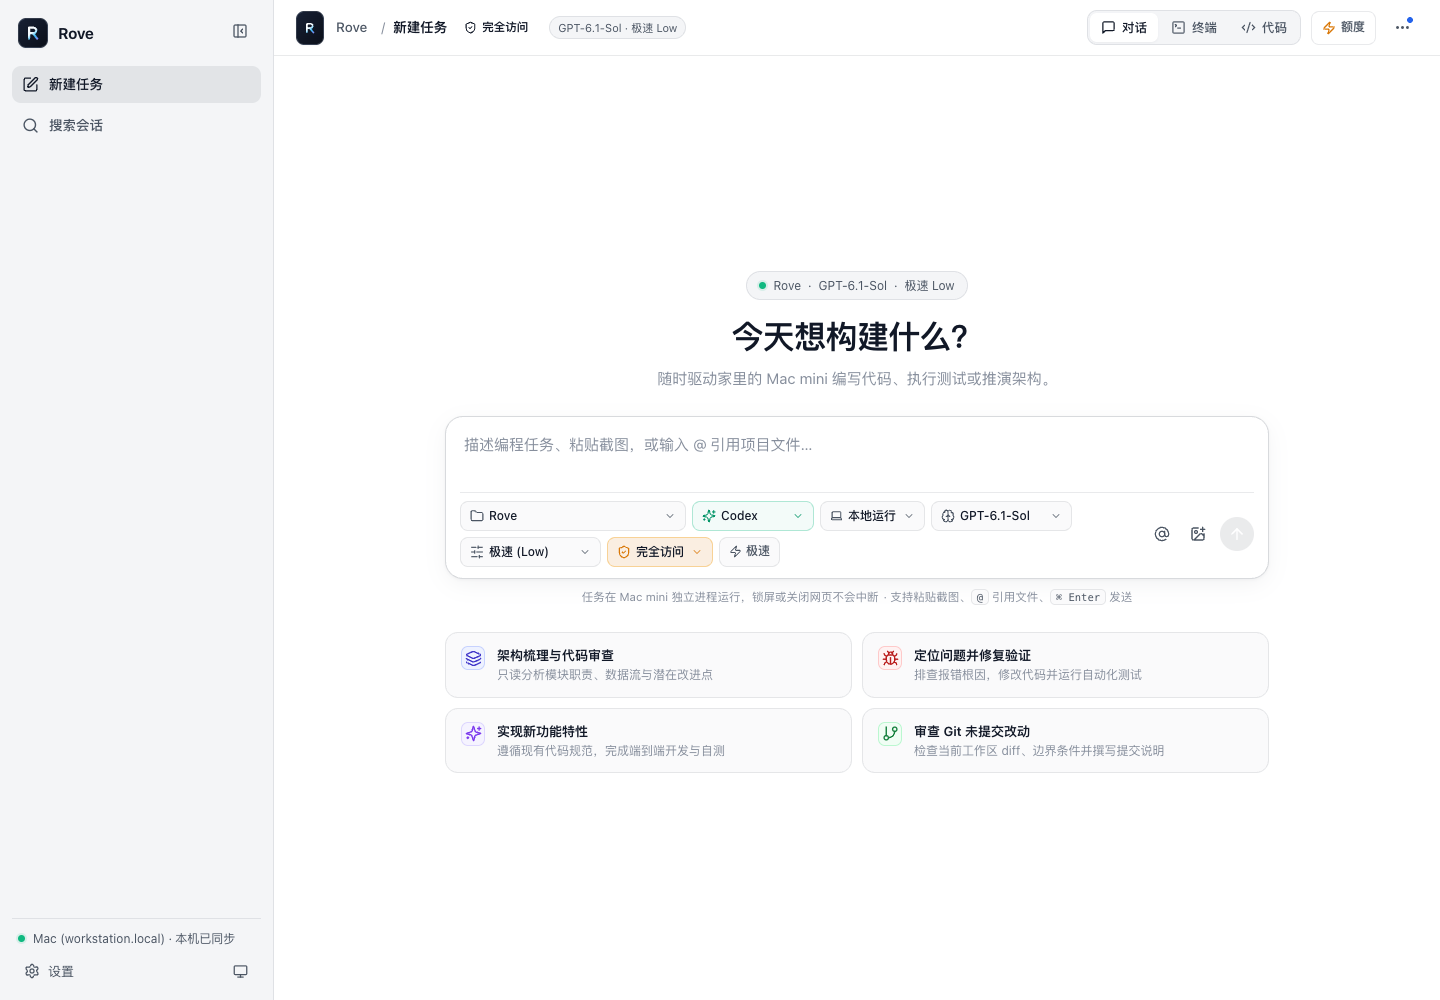 Rove
新建任务
搜索会话
Mac (workstation.local) · 本机已同步
设置
R Rove / 新建任务 完全访问 GPT-6.1-Sol · 极速 Low 对话 终端 代码 额度
Rove · GPT-6.1-Sol · 极速 Low
今天想构建什么?
随时驱动家里的 Mac mini 编写代码、执行测试或推演架构。
描述编程任务、粘贴截图，或输入 @ 引用项目文件...
Rove Codex 本地运行 GPT-6.1-Sol
极速 (Low) 完全访问 极速
任务在 Mac mini 独立进程运行，锁屏或关闭网页不会中断 · 支持粘贴截图、 @ 引用文件、 ⌘ Enter 发送
架构梳理与代码审查
只读分析模块职责、数据流与潜在改进点
定位问题并修复验证
排查报错根因，修改代码并运行自动化测试
实现新功能特性
遵循现有代码规范，完成端到端开发与自测
审查 Git 未提交改动
检查当前工作区 diff、边界条件并撰写提交说明